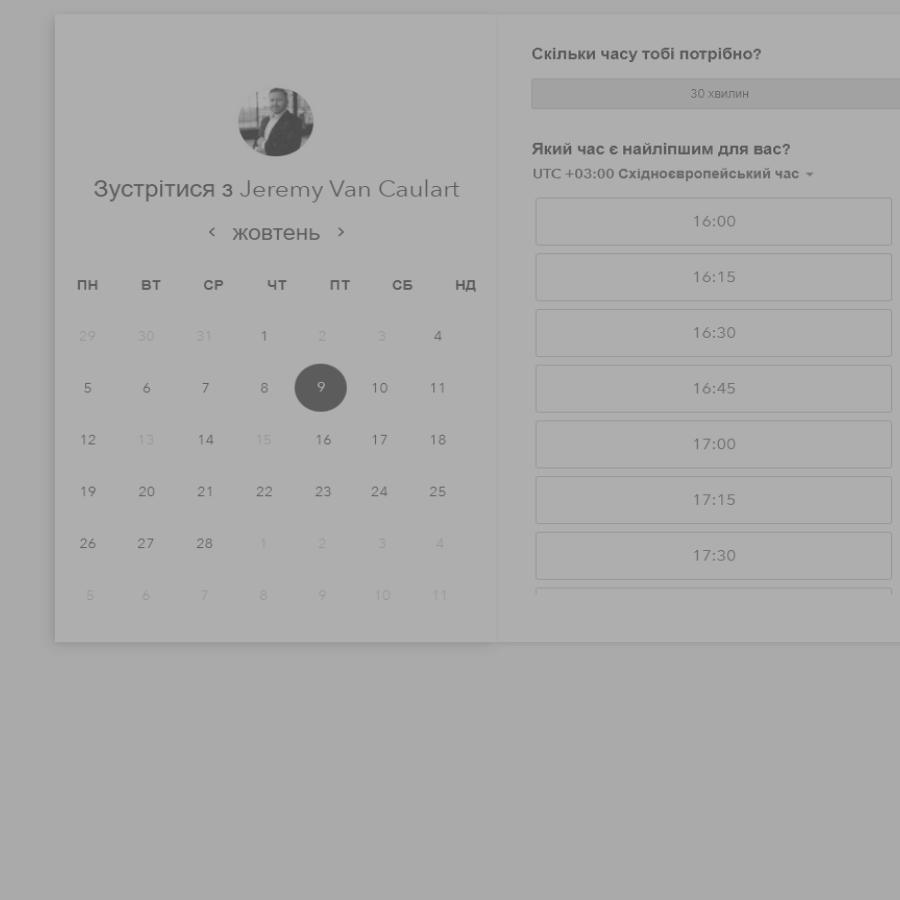 Зустрітися з Jeremy Van Caulart
‹ жовтень ›
ПН ВТ СР ЧТ ПТ СБ НД
29 30 31 1 2 3 4
5 6 7 8 9 10 11
12 13 14 15 16 17 18
19 20 21 22 23 24 25
26 27 28 1 2 3 4
5 6 7 8 9 10 11
Скільки часу тобі потрібно?
30 хвилин
Який час є найліпшим для вас?
UTC +03:00 Східноєвропейський час
16:00
16:15
16:30
16:45
17:00
17:15
17:30